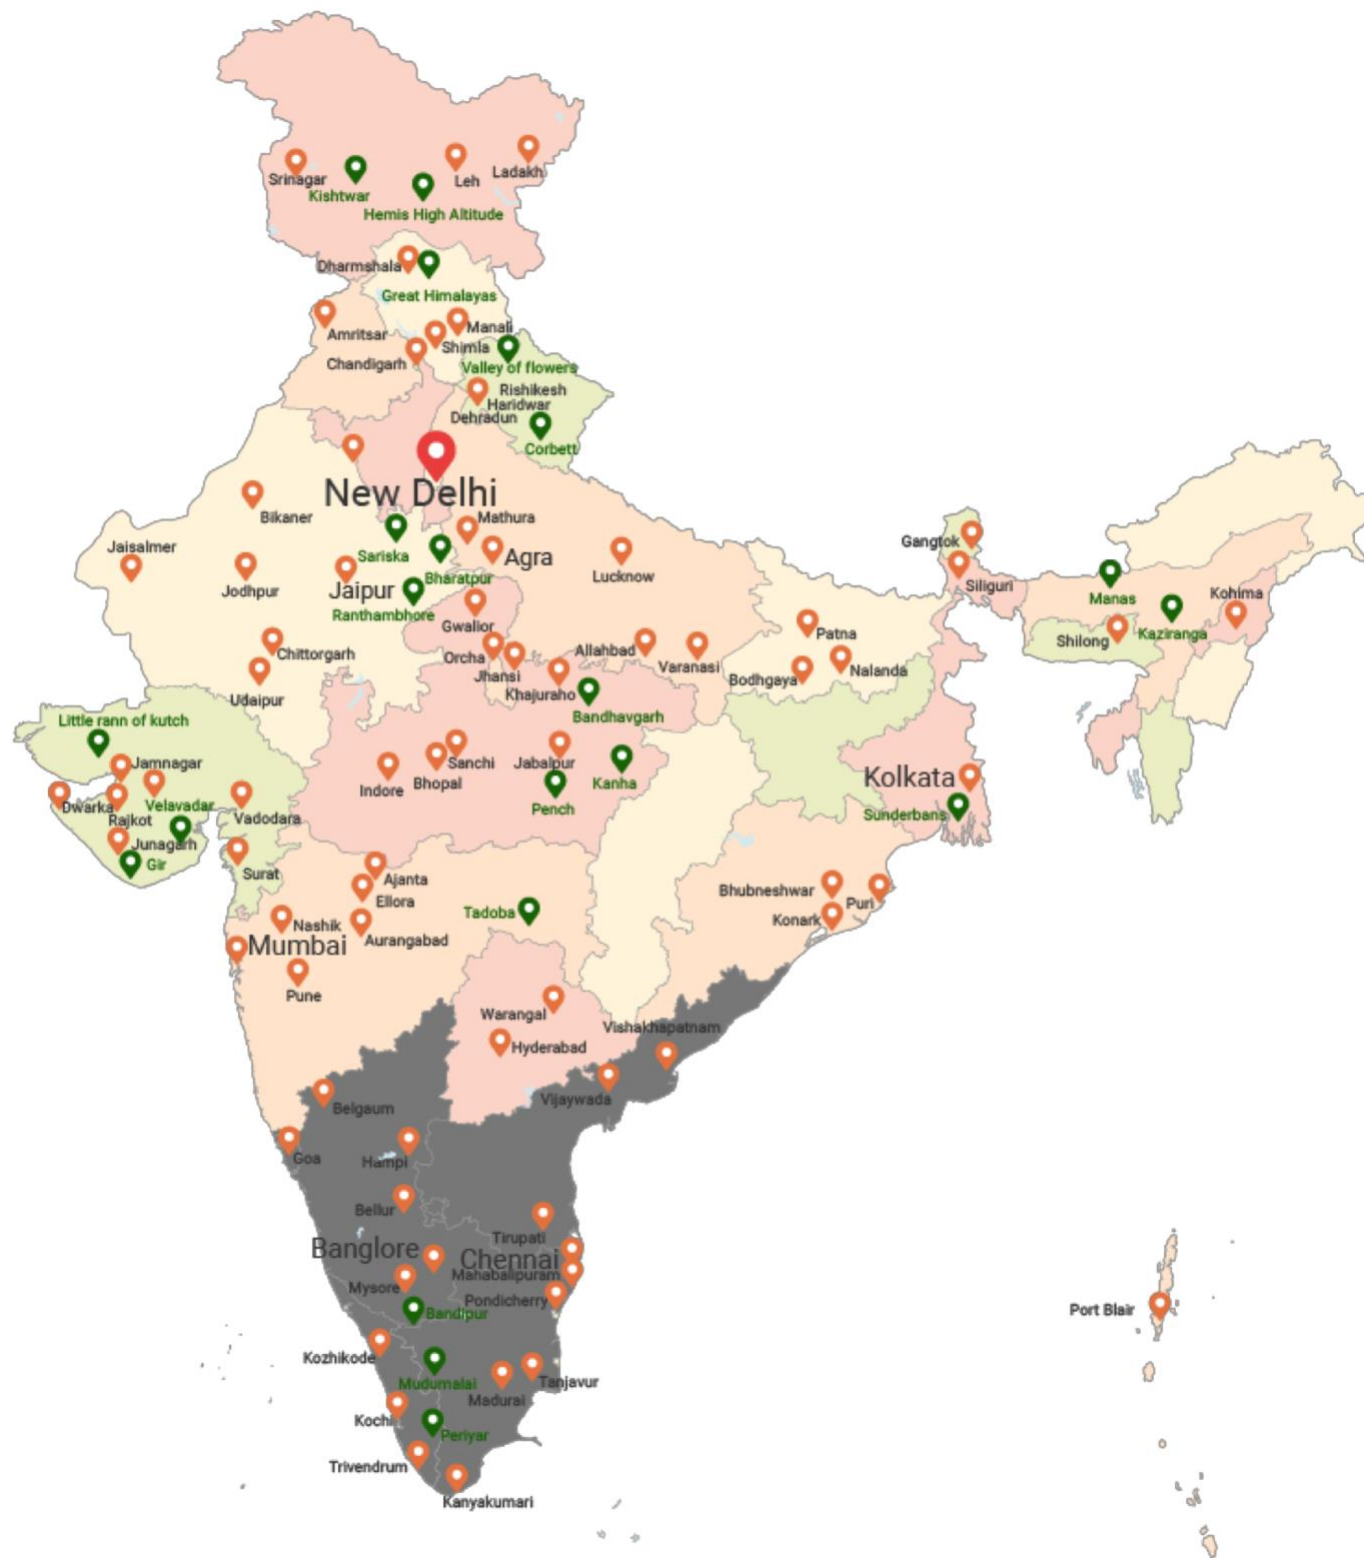 Srinagar
Kishtwar
Leh
Ladakh
Hemis High Altitude
Dharmshala
Great Himalayas
Amritsar
Manali
Shimla
Chandigarh
Valley of flowers
Rishikesh
Haridwar
Dehradun
Corbett
New Delhi
Bikaner
Mathura
Jaisalmer
Sariska
Agra
Gangtok
Jodhpur
Jaipur
Bharatpur
Lucknow
Siliguri
Manas
Kohima
Ranthambhore
Gwalior
Patna
Shilong
Kaziranga
Chittorgarh
Orcha
Allahbad
Jhansi
Varanasi
Bodhgaya
Nalanda
Udaipur
Khajuraho
Little rann of kutch
Bandhavgarh
Jamnagar
Sanchi
Jabalpur
Kolkata
Indore
Bhopal
Kanha
Dwarka
Velavadar
Pench
Rajkot
Vadodara
Sunderbans
Junagarh
Gir
Surat
Ajanta
Ellora
Bhubneshwar
Puri
Tadoba
Nashik
Konark
Mumbai
Aurangabad
Pune
Warangal
Vishakhapatnam
Hyderabad
Belgaum
Vijaywada
Goa
Hampi
Bellur
Tirupati
Banglore
Chennai
Mahabalipuram
Mysore
Pondicherry
Bandipur
Port Blair
Kozhikode
Mudumalai
Tanjavur
Madurai
Kochi
Periyar
Trivendrum
Kanyakumari